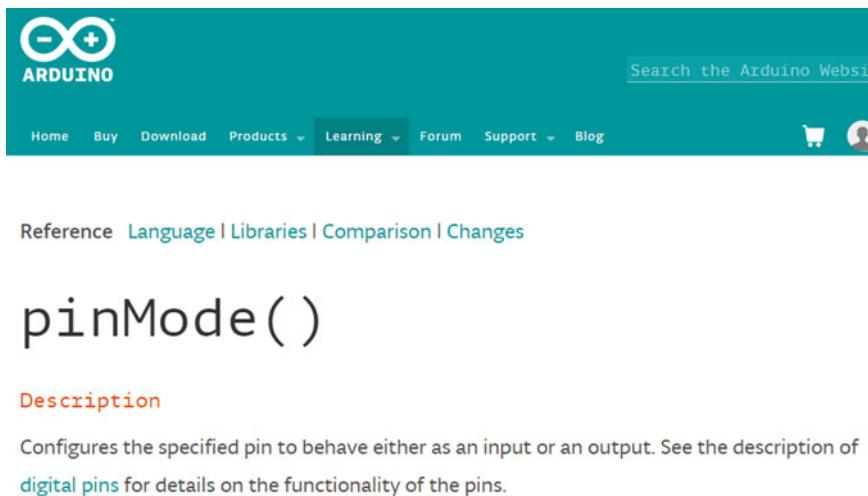 ARDUINO
Search the Arduino Websi
Home Buy Download Products Learning Forum Support Blog
Reference Language | Libraries | Comparison | Changes
pinMode()
Description
Configures the specified pin to behave either as an input or an output. See the description of
digital pins for details on the functionality of the pins.